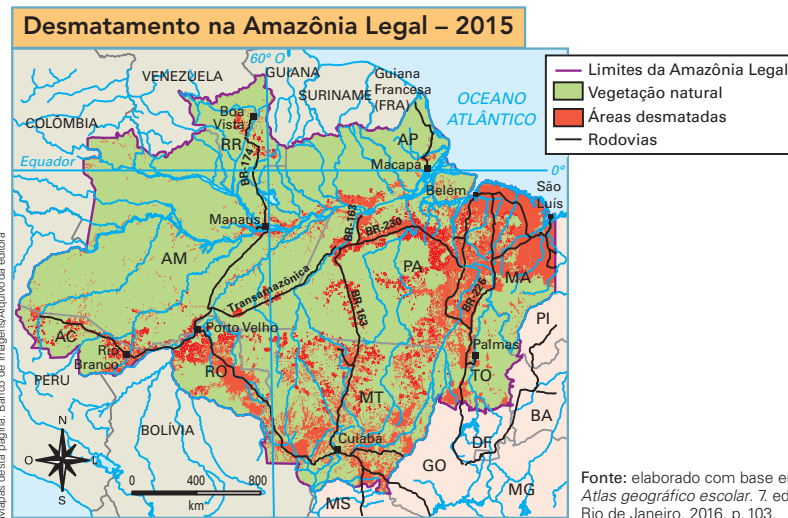 Desmatamento na Amazônia Legal – 2015
60° O
VENEZUELA
GUIANA
SURINAME
Guiana
Francesa
(FRA)
OCEANO
ATLÂNTICO
COLÔMBIA
Boa
Vista
RR
AP
Equador
BR-174
Macapá
0°
Belém
São
Luís
Manaus
BR-163
BR-230
AM
PA
MA
Transamazônica
BR-163
BR-226
PI
AC
Porto Velho
Rio
Branco
Palmas
TO
PERU
RO
MT
BA
BOLÍVIA
Cuiabá
DF
GO
MG
MS
N
O
L
S
0
400
800
km
Limites da Amazônia Legal
Vegetação natural
Áreas desmatadas
Rodovias
Mapas desta página: Banco de imagens/Arquivo da editora
Fonte: elaborado com base em
Atlas geográfico escolar. 7. ed
Rio de Janeiro, 2016. p. 103.